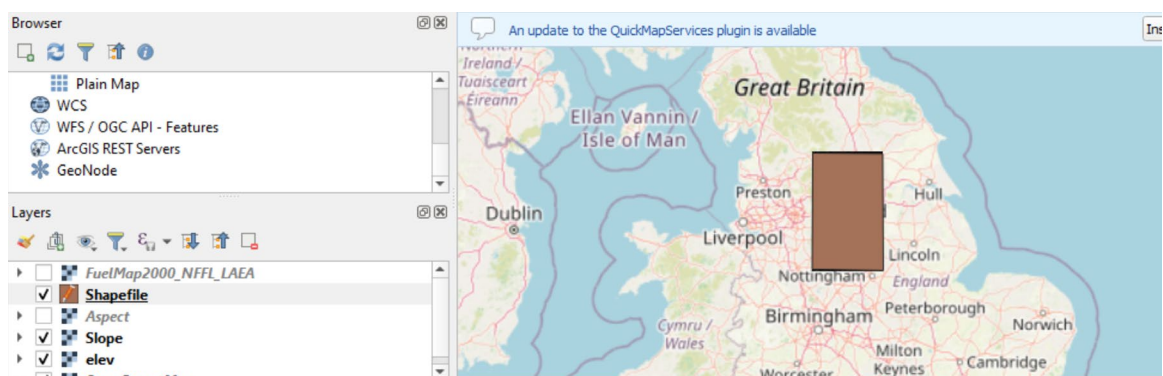 Browser
An update to the QuickMapServices plugin is available
Ins
Plain Map
WCS
WFS / OGC API - Features
ArcGIS REST Servers
GeoNode
Layers
FuelMap2000_NFFL_LAEA
Shapefile
Aspect
Slope
elev
Northern
Ireland /
Tuaisceart
Éireann
Great Britain
Ellan Vannin /
Isle of Man
Preston
Hull
Dublin
Liverpool
Lincoln
Nottingham
England
Birmingham
Peterborough
Norwich
Cymru /
Wales
Milton
Keynes
Cambridge
Worcester